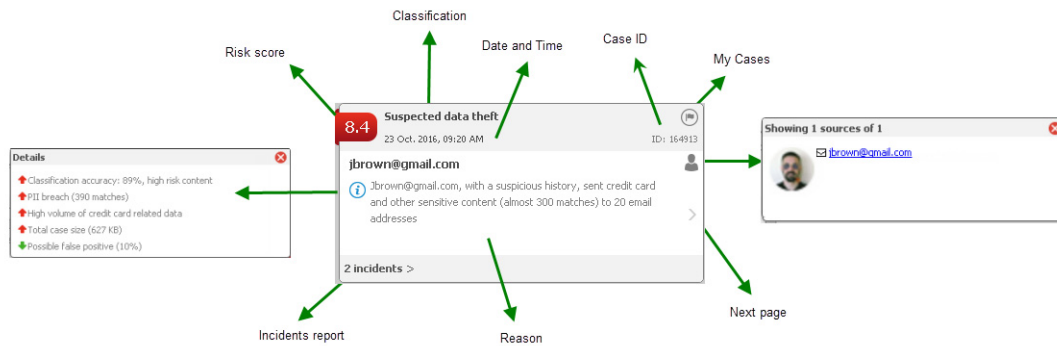 Classification
Risk score
Date and Time
Case ID
My Cases
8.4
Suspected data theft
23 Oct. 2016, 09:20 AM
ID: 164913
jbrown@gmail.com
Jbrown@gmail.com, with a suspicious history, sent credit card
and other sensitive content (almost 300 matches) to 20 email
addresses
2 incidents >
Details
Classification accuracy: 89%, high risk content
PII breach (390 matches)
High volume of credit card related data
Total case size (627 KB)
Possible false positive (10%)
Showing 1 sources of 1
jbrown@gmail.com
Incidents report
Reason
Next page